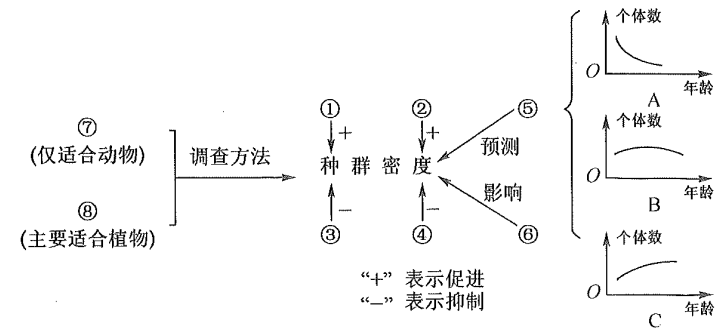 ⑦
(仅适合动物)
⑧
(主要适合植物)
调查方法
①
②
⑤
+
+
种群密度
预测
影响
−
−
③
④
⑥
“+” 表示促进
“−” 表示抑制
个体数
O
年龄
A
个体数
O
年龄
B
个体数
O
年龄
C